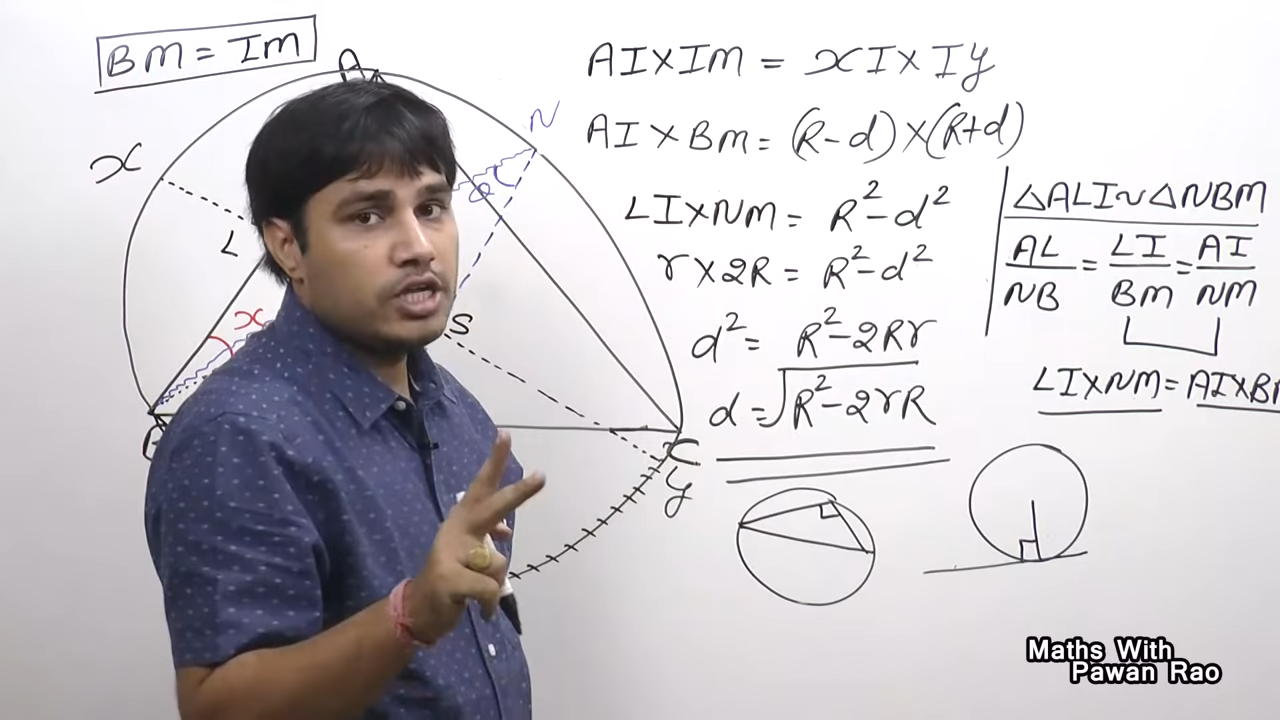 BM = IM
A
N
x
L
x
S
C
y
AI×IM = xI×Iy
AI×BM = (R-d)×(R+d)
LI×NM = R²-d²
r×2R = R²-d²
d² = R²-2Rr
d = √R²-2rR
△ALI~△NBM
AL/NB = LI/BM = AI/NM
LI×NM = AI×BM
Maths With
Pawan Rao